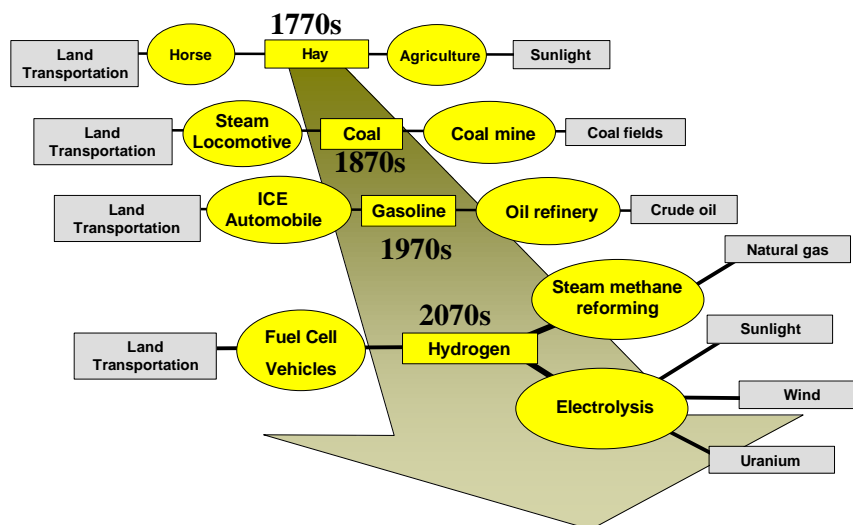 1770s
Land
Transportation
Horse
Hay
Agriculture
Sunlight
Land
Transportation
Steam
Locomotive
Coal
Coal mine
Coal fields
1870s
Land
Transportation
ICE
Automobile
Gasoline
Oil refinery
Crude oil
1970s
Natural gas
Steam methane
reforming
2070s
Land
Transportation
Fuel Cell
Vehicles
Hydrogen
Sunlight
Electrolysis
Wind
Uranium